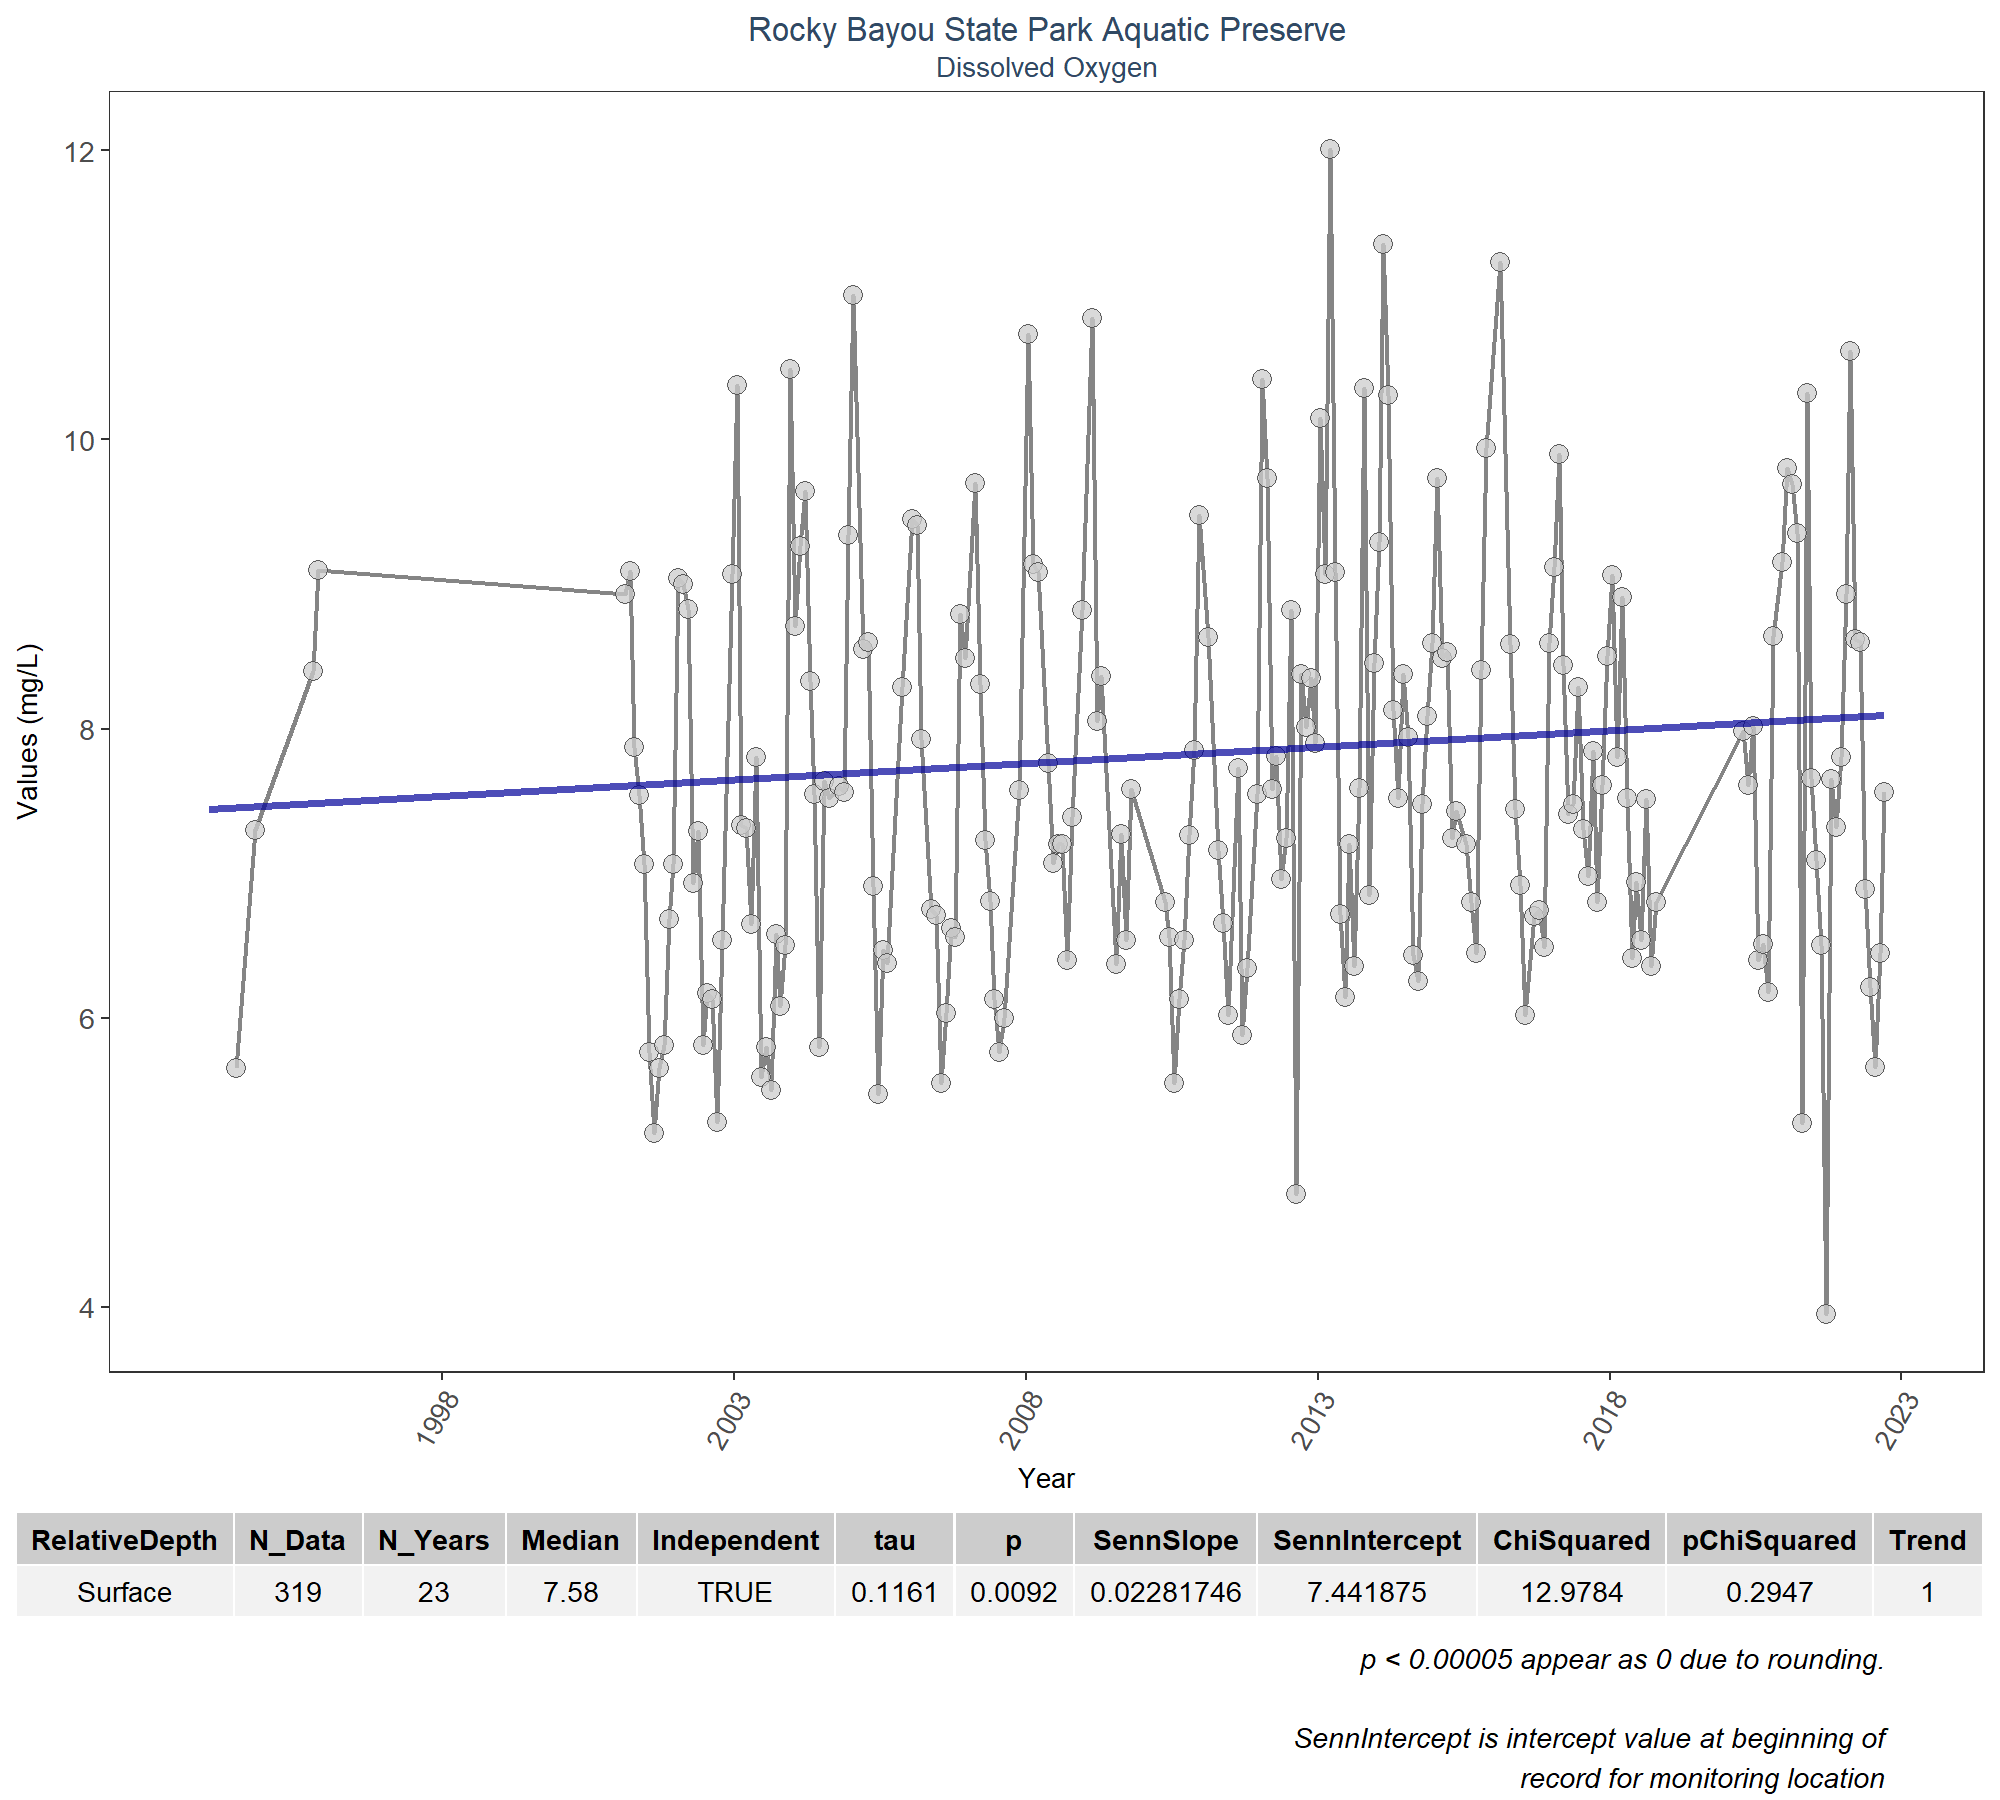 Rocky Bayou State Park Aquatic Preserve
Dissolved Oxygen
12
10
8
6
4
Values (mg/L)
1998 2003 2008 2013 2018 2023
Year
RelativeDepth N_Data N_Years Median Independent tau p SennSlope SennIntercept ChiSquared pChiSquared Trend
Surface 319 23 7.58 TRUE 0.1161 0.0092 0.02281746 7.441875 12.9784 0.2947 1
p < 0.00005 appear as 0 due to rounding.
SennIntercept is intercept value at beginning of
record for monitoring location